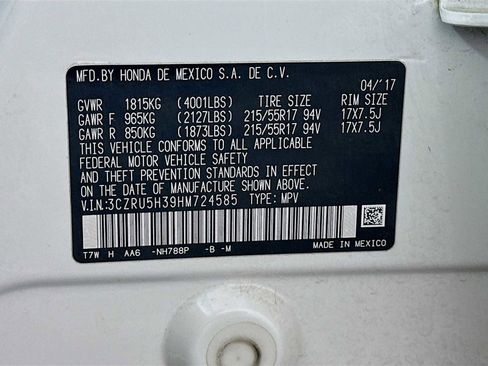 MFD.BY HONDA DE MEXICO S.A. DE C.V.
04/'17
GVWR 1815KG (4001LBS) TIRE SIZE RIM SIZE
GAWR F 965KG (2127LBS) 215/55R17 94V 17X7.5J
GAWR R 850KG (1873LBS) 215/55R17 94V 17X7.5J
THIS VEHICLE CONFORMS TO ALL APPLICABLE
FEDERAL MOTOR VEHICLE SAFETY
AND THEFT PREVENTION STANDARDS IN EFFECT
ON THE DATE OF MANUFACTURE SHOWN ABOVE.
V.I.N:3CZRU5H39HM724585 TYPE: MPV
T7W H AA6 -NH788P -B -M MADE IN MEXICO